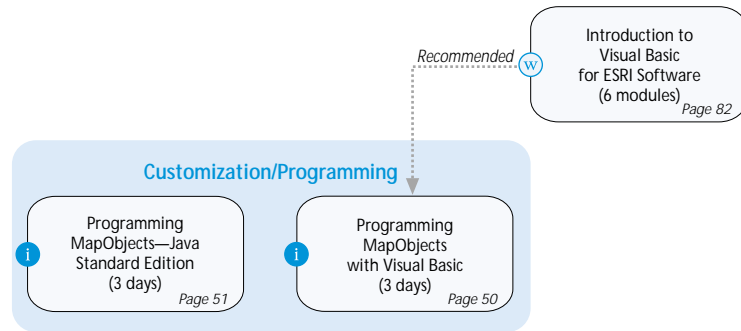 Introduction to
Visual Basic
for ESRI Software
(6 modules)
Page 82
w
Recommended
Customization/Programming
Programming
MapObjects—Java
Standard Edition
(3 days)
Page 51
i
Programming
MapObjects
with Visual Basic
(3 days)
Page 50
i